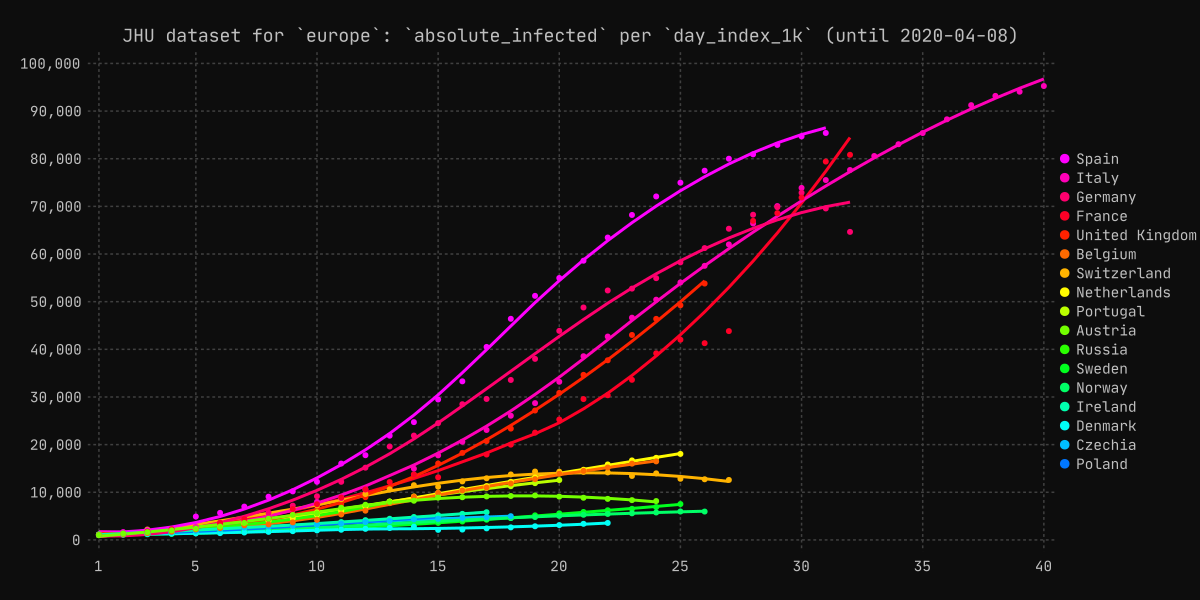 JHU dataset for `europe`: `absolute_infected` per `day_index_1k` (until 2020-04-08)
100,000
90,000
80,000
70,000
60,000
50,000
40,000
30,000
20,000
10,000
0
1 5 10 15 20 25 30 35 40
Spain
Italy
Germany
France
United Kingdom
Belgium
Switzerland
Netherlands
Portugal
Austria
Russia
Sweden
Norway
Ireland
Denmark
Czechia
Poland